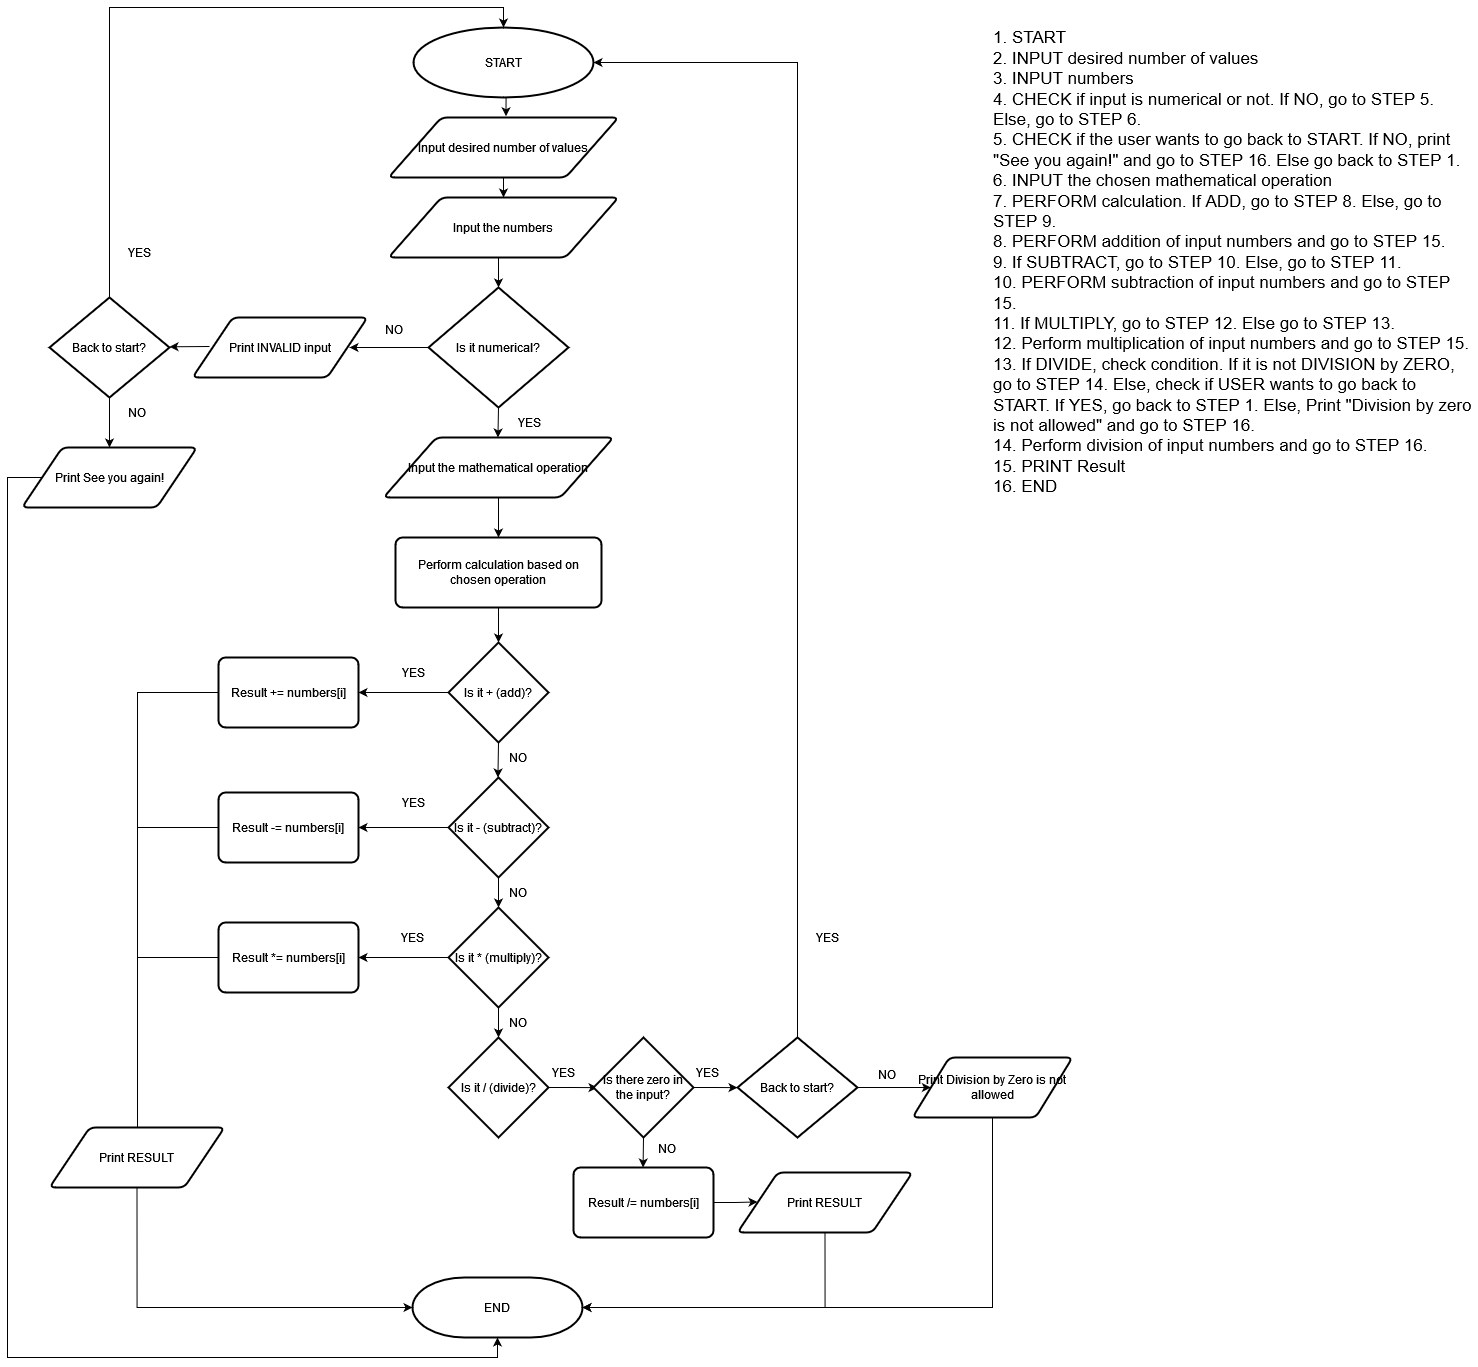 START
Input desired number of values
Input the numbers
YES
Is it numerical?
NO
Print INVALID input
Back to start?
NO
Print See you again!
YES
Input the mathematical operation
Perform calculation based on
chosen operation
Is it + (add)?
YES
Result += numbers[i]
NO
Is it - (subtract)?
YES
Result -= numbers[i]
NO
Is it * (multiply)?
YES
Result *= numbers[i]
NO
Is it / (divide)?
YES
Is there zero in
the input?
YES
Back to start?
YES
NO
Print Division by Zero is not
allowed
NO
Result /= numbers[i]
Print RESULT
Print RESULT
END
1. START
2. INPUT desired number of values
3. INPUT numbers
4. CHECK if input is numerical or not. If NO, go to STEP 5.
Else, go to STEP 6.
5. CHECK if the user wants to go back to START. If NO, print
"See you again!" and go to STEP 16. Else go back to STEP 1.
6. INPUT the chosen mathematical operation
7. PERFORM calculation. If ADD, go to STEP 8. Else, go to
STEP 9.
8. PERFORM addition of input numbers and go to STEP 15.
9. If SUBTRACT, go to STEP 10. Else, go to STEP 11.
10. PERFORM subtraction of input numbers and go to STEP
15.
11. If MULTIPLY, go to STEP 12. Else go to STEP 13.
12. Perform multiplication of input numbers and go to STEP 15.
13. If DIVIDE, check condition. If it is not DIVISION by ZERO,
go to STEP 14. Else, check if USER wants to go back to
START. If YES, go back to STEP 1. Else, Print "Division by zero
is not allowed" and go to STEP 16.
14. Perform division of input numbers and go to STEP 16.
15. PRINT Result
16. END